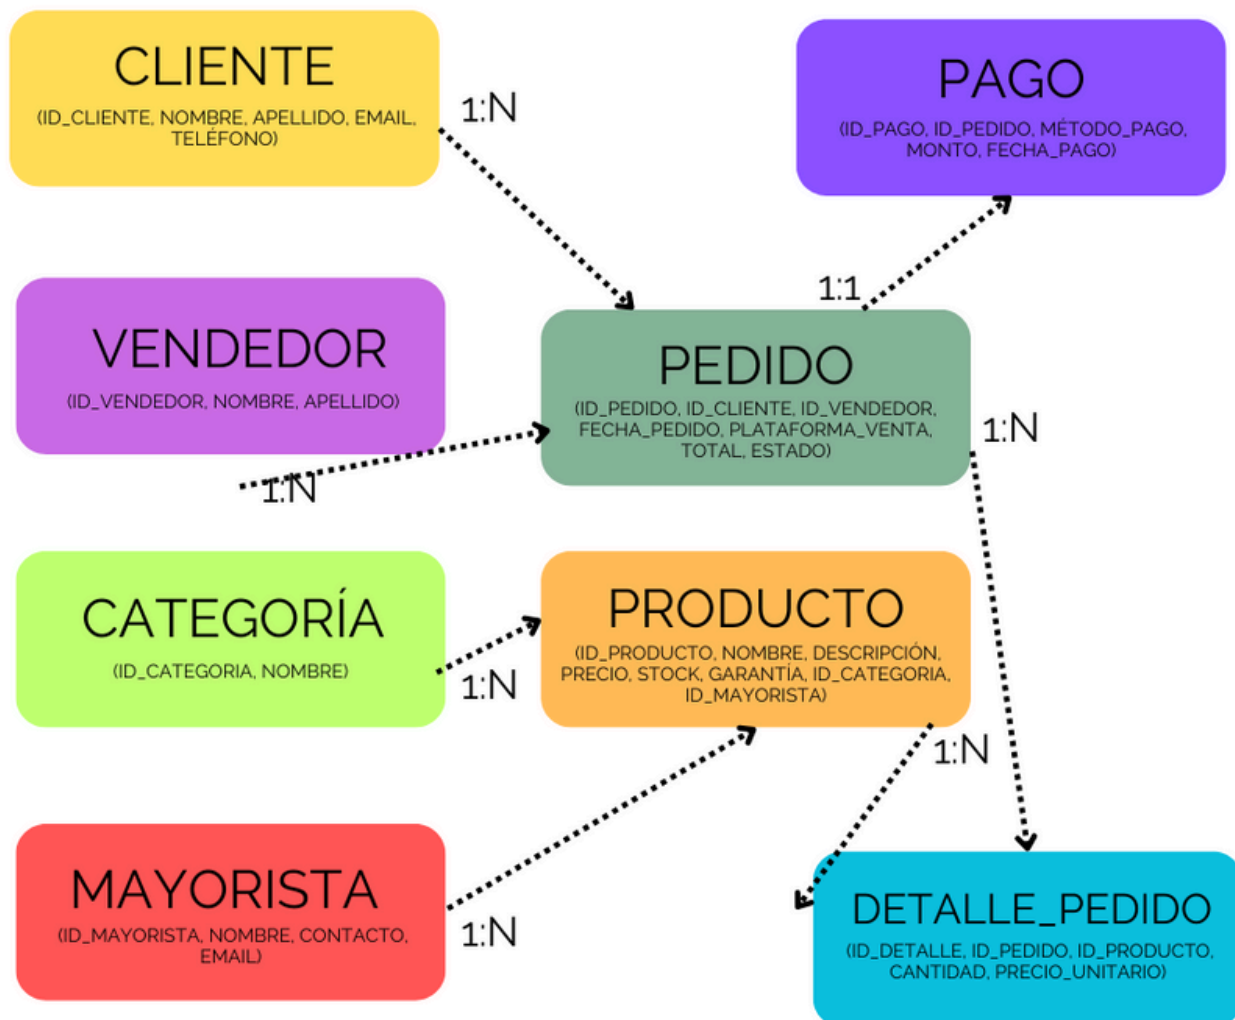 CLIENTE
(ID_CLIENTE, NOMBRE, APELLIDO, EMAIL,
TELÉFONO)
1:N
PAGO
(ID_PAGO, ID_PEDIDO, MÉTODO_PAGO,
MONTO, FECHA_PAGO)
1:1
VENDEDOR
(ID_VENDEDOR, NOMBRE, APELLIDO)
1:N
PEDIDO
(ID_PEDIDO, ID_CLIENTE, ID_VENDEDOR,
FECHA_PEDIDO, PLATAFORMA_VENTA,
TOTAL, ESTADO)
1:N
CATEGORÍA
(ID_CATEGORIA, NOMBRE)
1:N
PRODUCTO
(ID_PRODUCTO, NOMBRE, DESCRIPCIÓN,
PRECIO, STOCK, GARANTÍA, ID_CATEGORIA,
ID_MAYORISTA)
1:N
MAYORISTA
(ID_MAYORISTA, NOMBRE, CONTACTO,
EMAIL)
1:N
DETALLE_PEDIDO
(ID_DETALLE, ID_PEDIDO, ID_PRODUCTO,
CANTIDAD, PRECIO_UNITARIO)